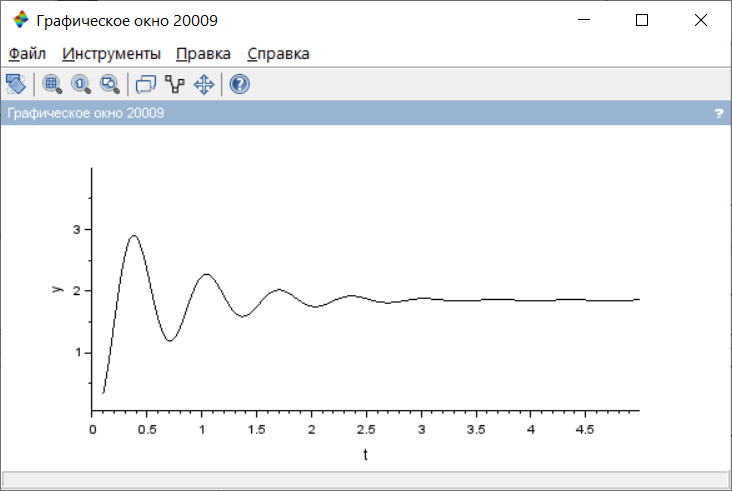 Графическое окно 20009
Файл Инструменты Правка Справка
Графическое окно 20009 ?
3
2
1
y
0 0.5 1 1.5 2 2.5 3 3.5 4 4.5
t